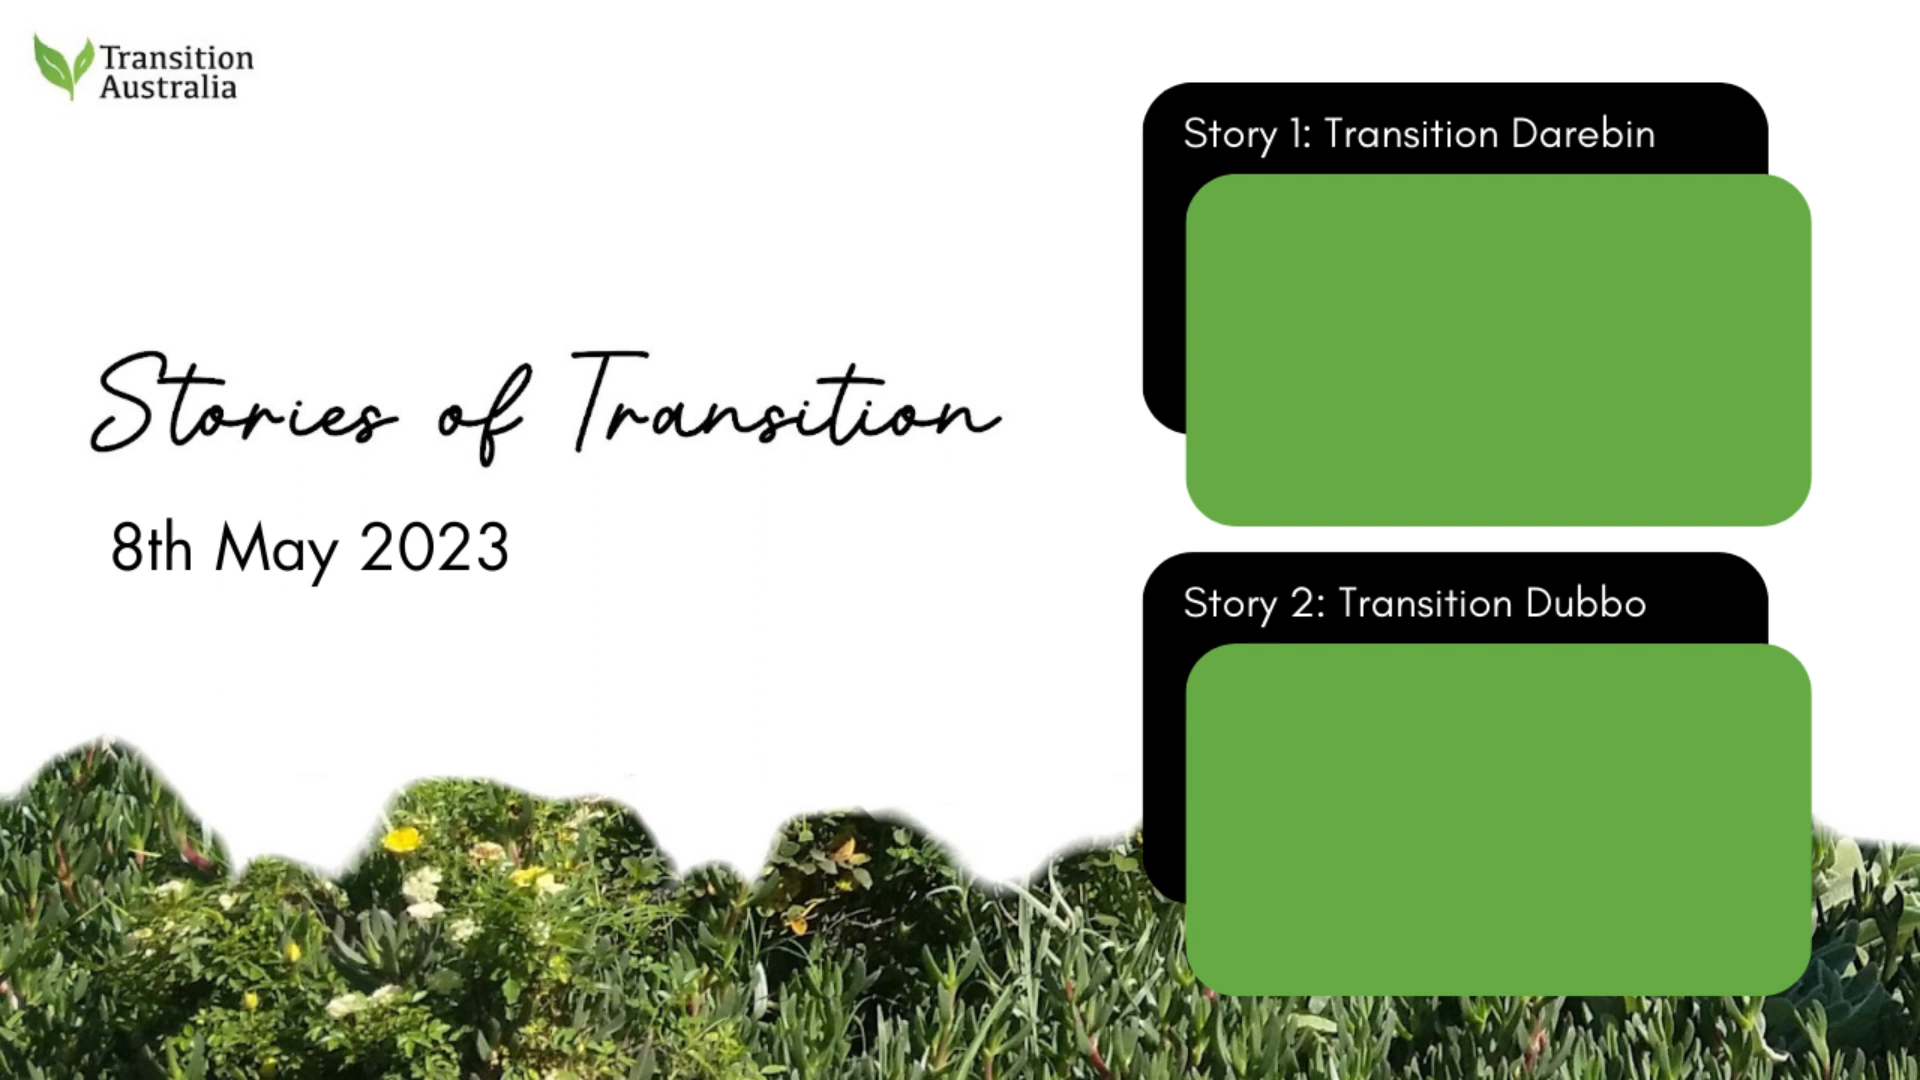 Transition
Australia
Stories of Transition
8th May 2023
Story 1: Transition Darebin
Story 2: Transition Dubbo